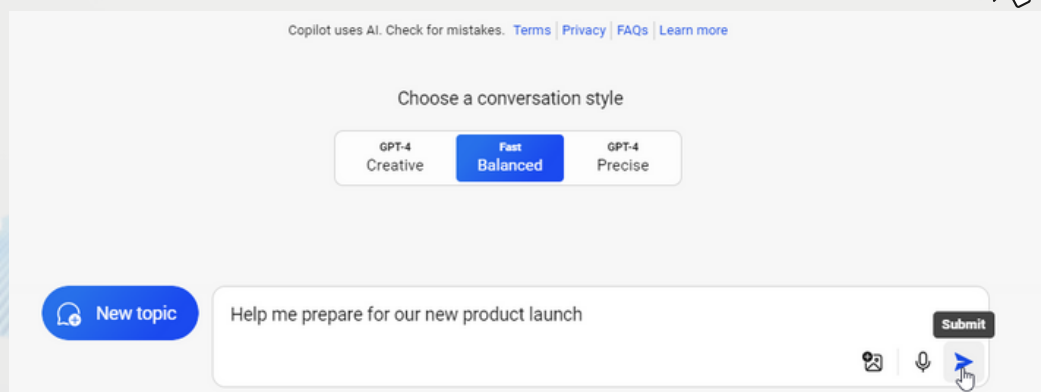 Copilot uses AI. Check for mistakes. Terms Privacy FAQs Learn more
Choose a conversation style
GPT-4 Fast GPT-4
Creative Balanced Precise
New topic
Help me prepare for our new product launch
Submit